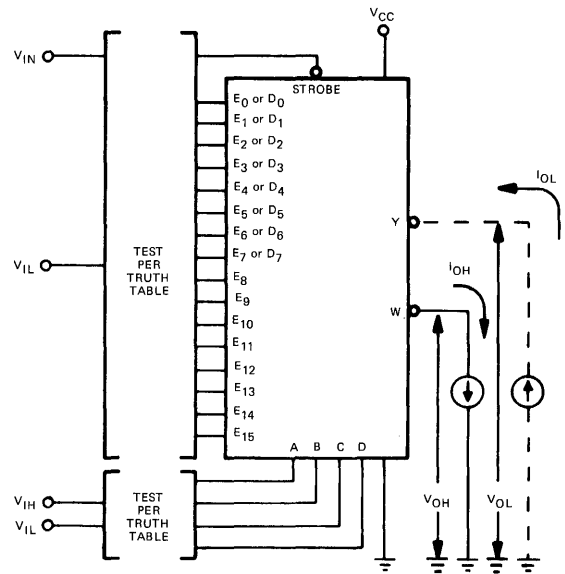 VCC
VIN
STROBE
E0 or D0
E1 or D1
E2 or D2
E3 or D3
E4 or D4
E5 or D5
E6 or D6
E7 or D7
E8
E9
E10
E11
E12
E13
E14
E15
TEST
PER
TRUTH
TABLE
VIL
Y
W
IOL
iOH
A B C D
VIH
VIL
TEST
PER
TRUTH
TABLE
VOH
VOL